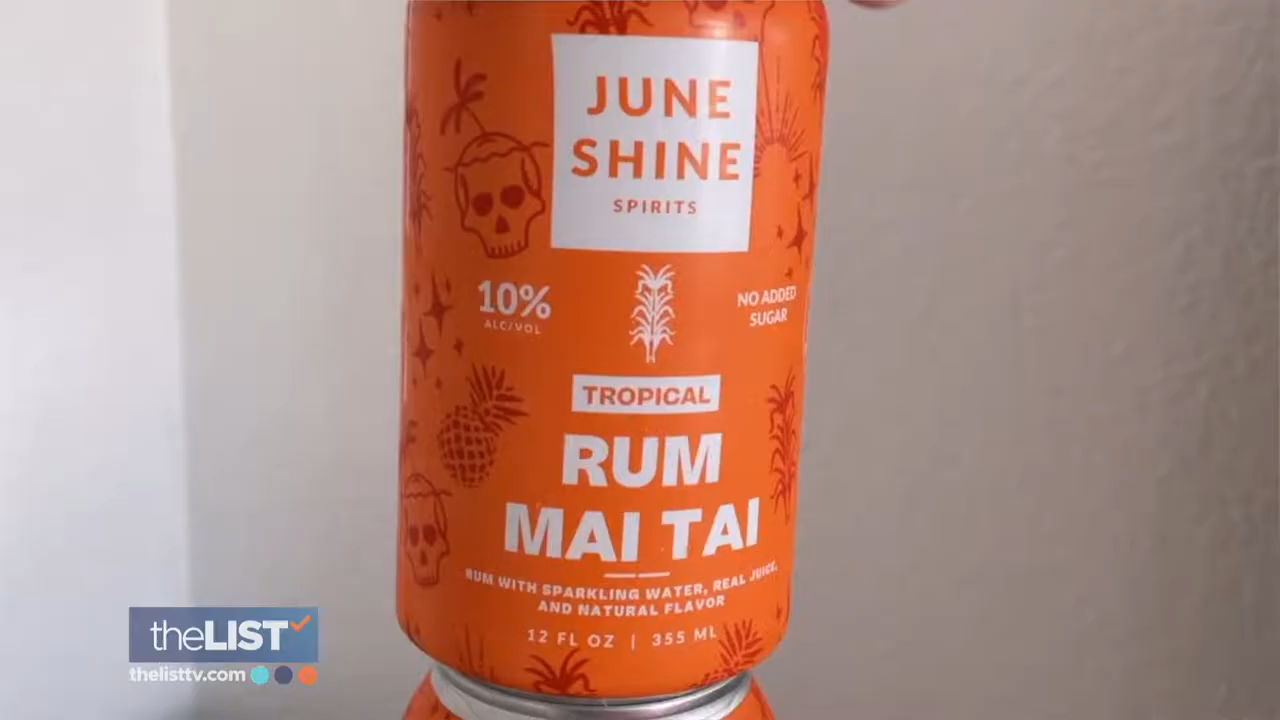 JUNE
SHINE
SPIRITS
10%
ALC/VOL
NO ADDED
SUGAR
TROPICAL
RUM
MAI TAI
RUM WITH SPARKLING WATER, REAL JUICE,
AND NATURAL FLAVOR
12 FL OZ | 355 ML
theLIST
thelisttv.com